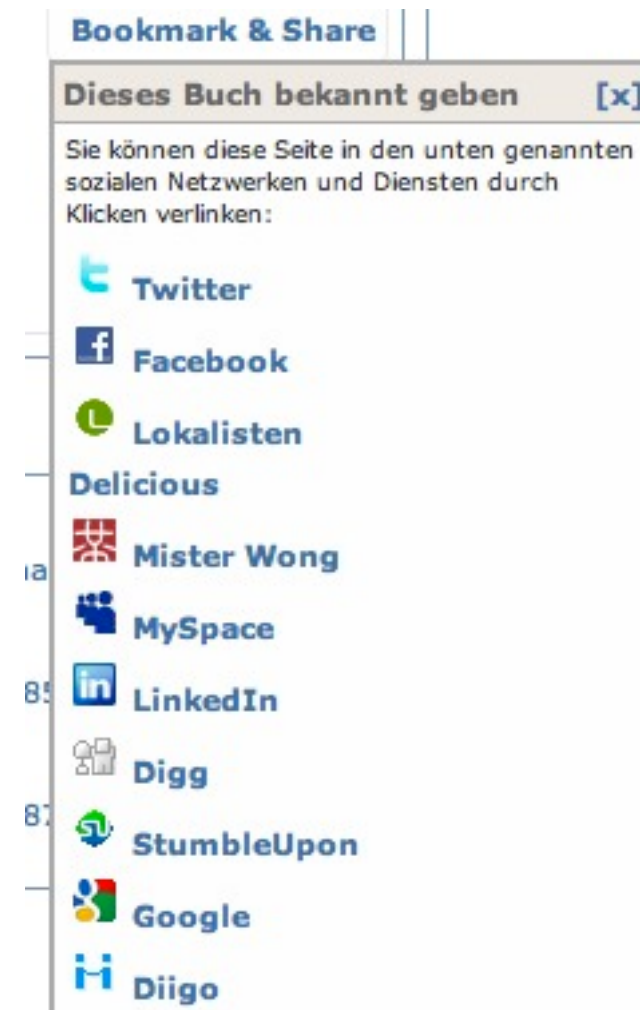 Bookmark & Share
Dieses Buch bekannt geben [x]
Sie können diese Seite in den unten genannten
sozialen Netzwerken und Diensten durch
Klicken verlinken:
Twitter
Facebook
Lokalisten
Delicious
Mister Wong
MySpace
LinkedIn
Digg
StumbleUpon
Google
Diigo